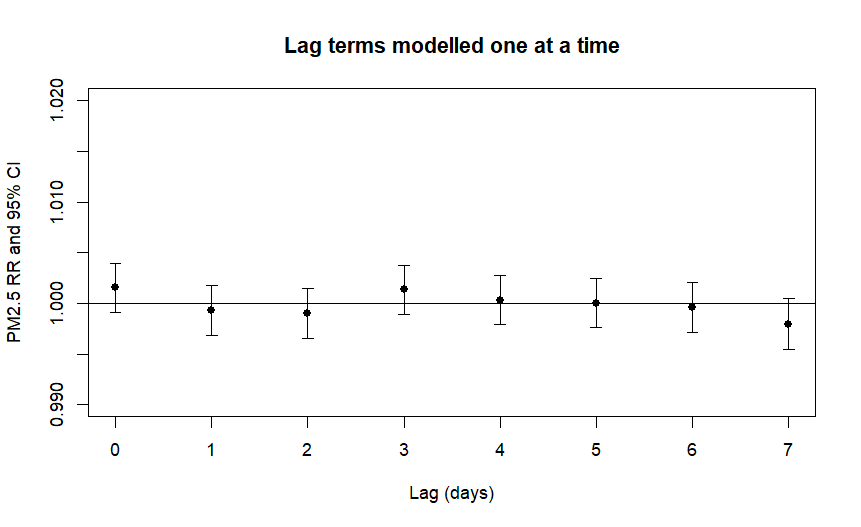 Lag terms modelled one at a time
PM2.5 RR and 95% CI
1.020
1.010
1.000
0.990
0 1 2 3 4 5 6 7
Lag (days)